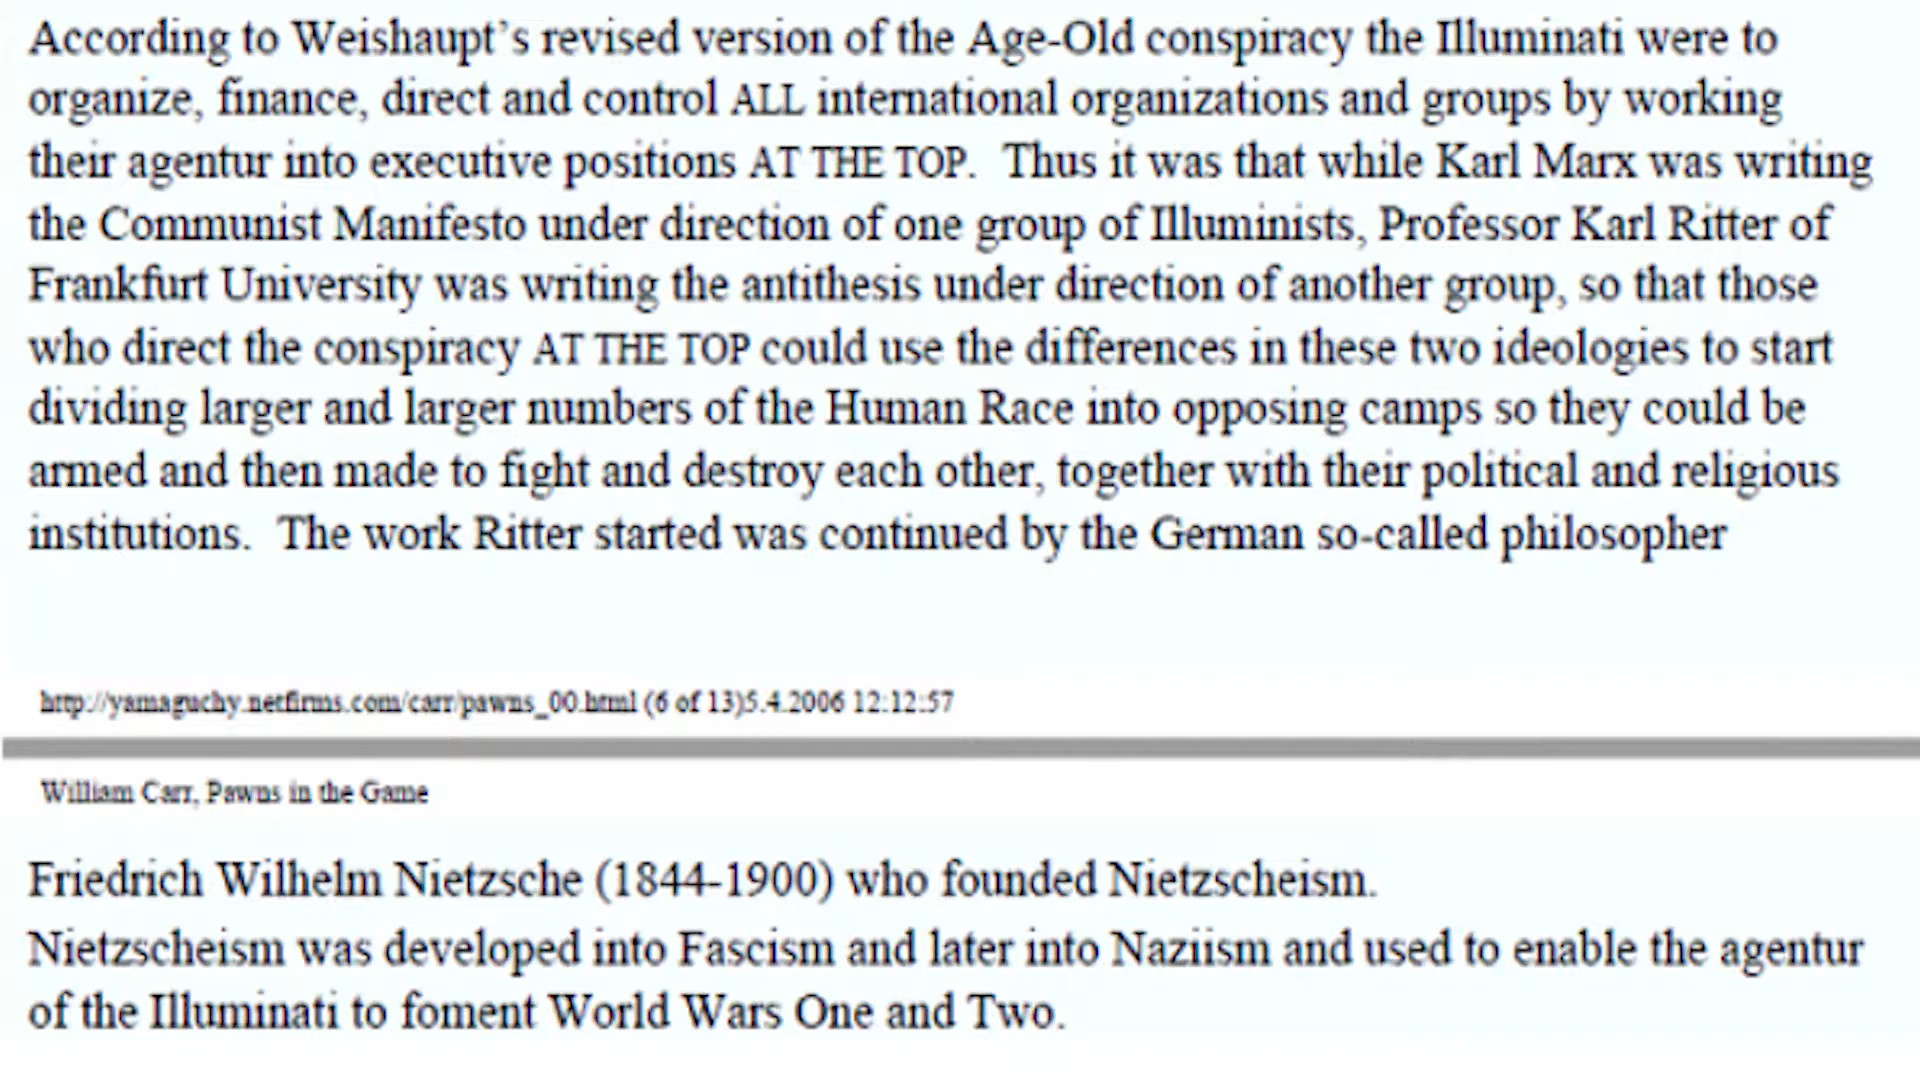 According to Weishaupt’s revised version of the Age-Old conspiracy the Illuminati were to
organize, finance, direct and control ALL international organizations and groups by working
their agentur into executive positions AT THE TOP.  Thus it was that while Karl Marx was writing
the Communist Manifesto under direction of one group of Illuminists, Professor Karl Ritter of
Frankfurt University was writing the antithesis under direction of another group, so that those
who direct the conspiracy AT THE TOP could use the differences in these two ideologies to start
dividing larger and larger numbers of the Human Race into opposing camps so they could be
armed and then made to fight and destroy each other, together with their political and religious
institutions.  The work Ritter started was continued by the German so-called philosopher
http://yamaguchy.netfirms.com/carr/pawns_00.html (6 of 13)5.4.2006 12:12:57
William Carr, Pawns in the Game
Friedrich Wilhelm Nietzsche (1844-1900) who founded Nietzscheism.
Nietzscheism was developed into Fascism and later into Naziism and used to enable the agentur
of the Illuminati to foment World Wars One and Two.